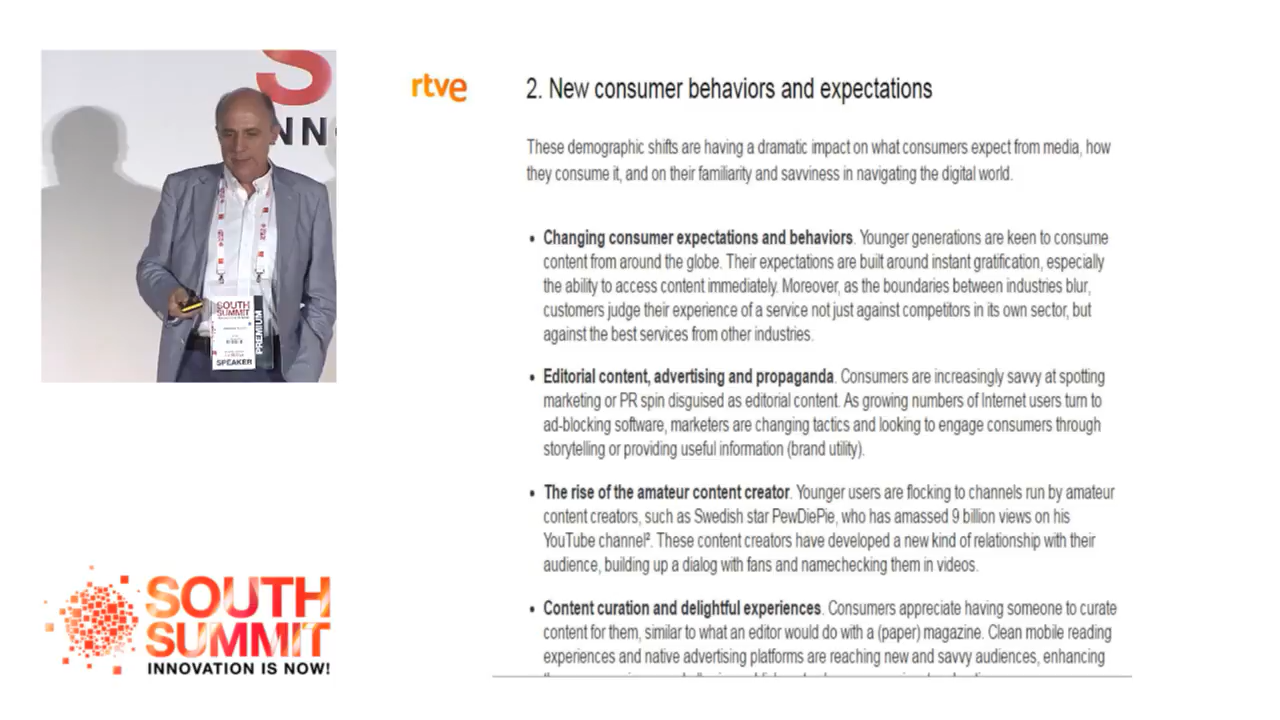 S
NN
SOUTH
SUMMIT
PREMIUM
SPEAKER
rtve
2. New consumer behaviors and expectations
These demographic shifts are having a dramatic impact on what consumers expect from media, how
they consume it, and on their familiarity and savviness in navigating the digital world.
• Changing consumer expectations and behaviors. Younger generations are keen to consume
content from around the globe. Their expectations are built around instant gratification, especially
the ability to access content immediately. Moreover, as the boundaries between industries blur,
customers judge their experience of a service not just against competitors in its own sector, but
against the best services from other industries.
• Editorial content, advertising and propaganda. Consumers are increasingly savvy at spotting
marketing or PR spin disguised as editorial content. As growing numbers of Internet users turn to
ad-blocking software, marketers are changing tactics and looking to engage consumers through
storytelling or providing useful information (brand utility).
• The rise of the amateur content creator. Younger users are flocking to channels run by amateur
content creators, such as Swedish star PewDiePie, who has amassed 9 billion views on his
YouTube channel². These content creators have developed a new kind of relationship with their
audience, building up a dialog with fans and namechecking them in videos.
• Content curation and delightful experiences. Consumers appreciate having someone to curate
content for them, similar to what an editor would do with a (paper) magazine. Clean mobile reading
experiences and native advertising platforms are reaching new and savvy audiences, enhancing
SOUTH
SUMMIT
INNOVATION IS NOW!